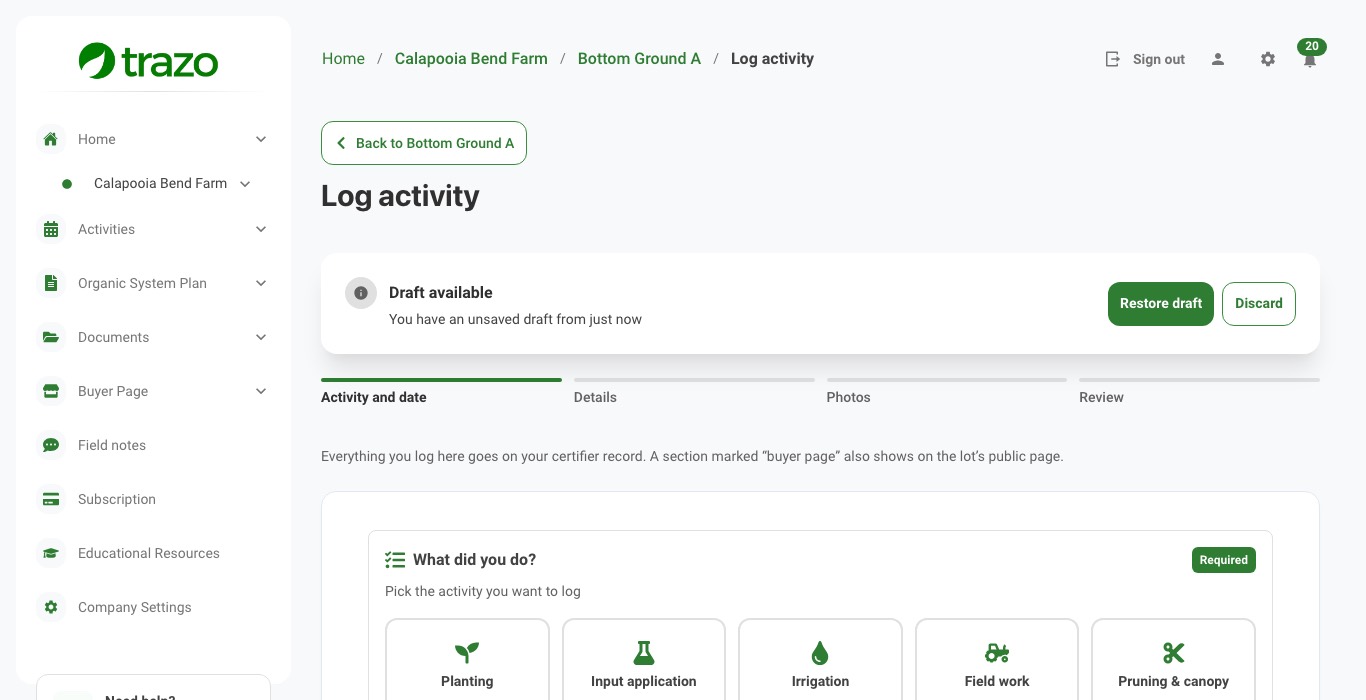 trazo
Home / Calapooia Bend Farm / Bottom Ground A / Log activity
Sign out
20
Home
Calapooia Bend Farm
Activities
Organic System Plan
Documents
Buyer Page
Field notes
Subscription
Educational Resources
Company Settings
Need help?
Back to Bottom Ground A
Log activity
Draft available
You have an unsaved draft from just now
Restore draft
Discard
Activity and date
Details
Photos
Review
Everything you log here goes on your certifier record. A section marked “buyer page” also shows on the lot’s public page.
What did you do?
Required
Pick the activity you want to log
Planting
Input application
Irrigation
Field work
Pruning & canopy